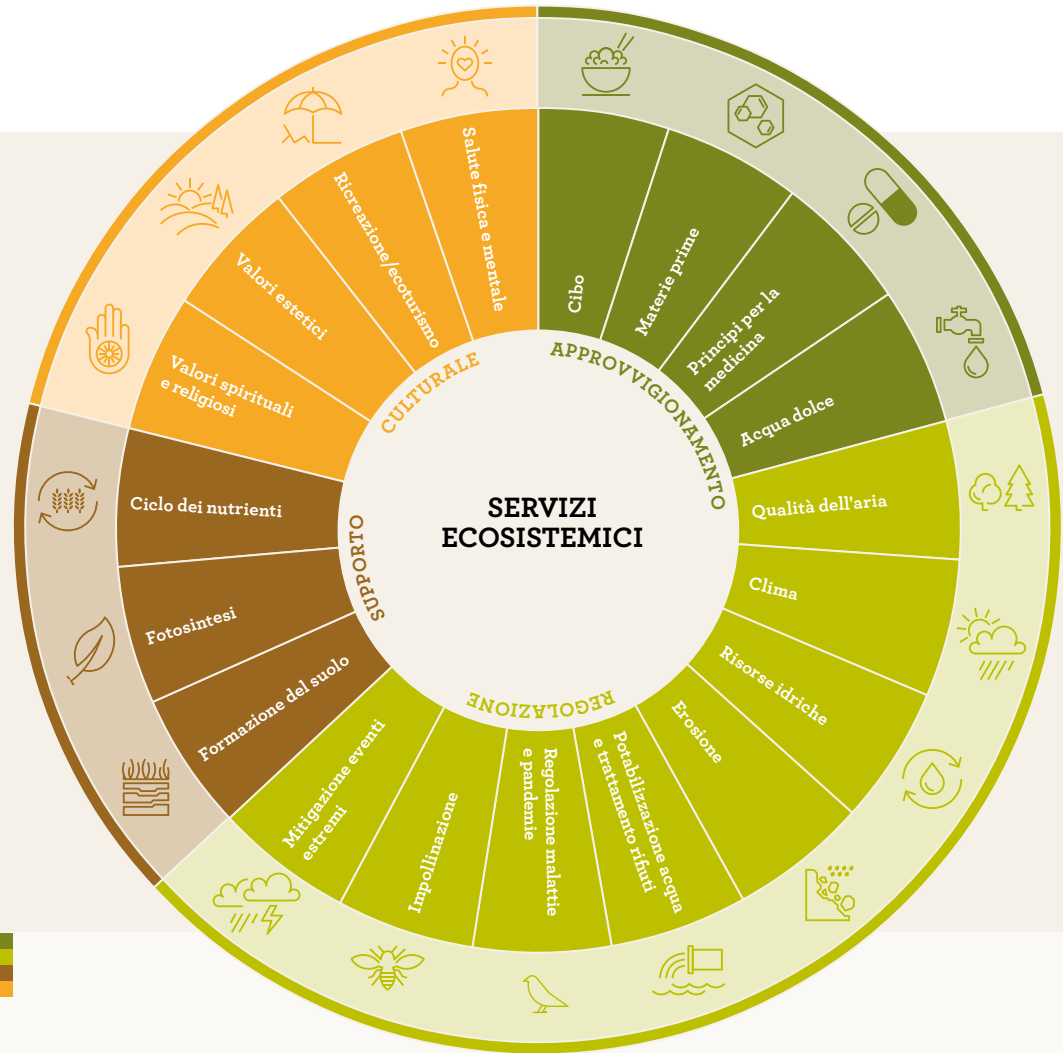 SERVIZI
ECOSISTEMICI
APPROVVIGIONAMENTO
Cibo
Materie prime
Principi per la
medicina
Acqua dolce
REGOLAZIONE
Qualità dell'aria
Clima
Risorse idriche
Erosione
Potabilizzazione acqua
e trattamento rifiuti
Regolazione malattie
e pandemie
Impollinazione
Mitigazione eventi
estremi
SUPPORTO
Formazione del suolo
Fotosintesi
Ciclo dei nutrienti
CULTURALE
Valori spirituali
e religiosi
Valori estetici
Ricreazione/ecoturismo
Salute fisica e mentale